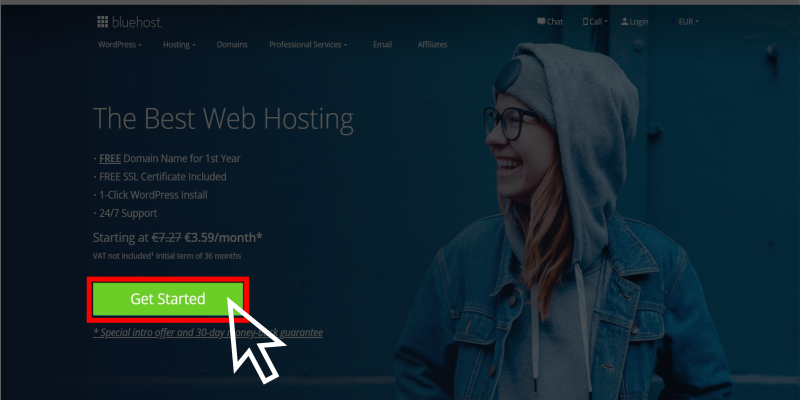 bluehost
Chat Call Login EUR
WordPress Hosting Domains Professional Services Email Affiliates
The Best Web Hosting
· FREE Domain Name for 1st Year
· FREE SSL Certificate Included
· 1-Click WordPress Install
· 24/7 Support
Starting at €7.27 €3.59/month*
VAT not included¹ Initial term of 36 months
Get Started
* Special intro offer and 30-day money-back guarantee